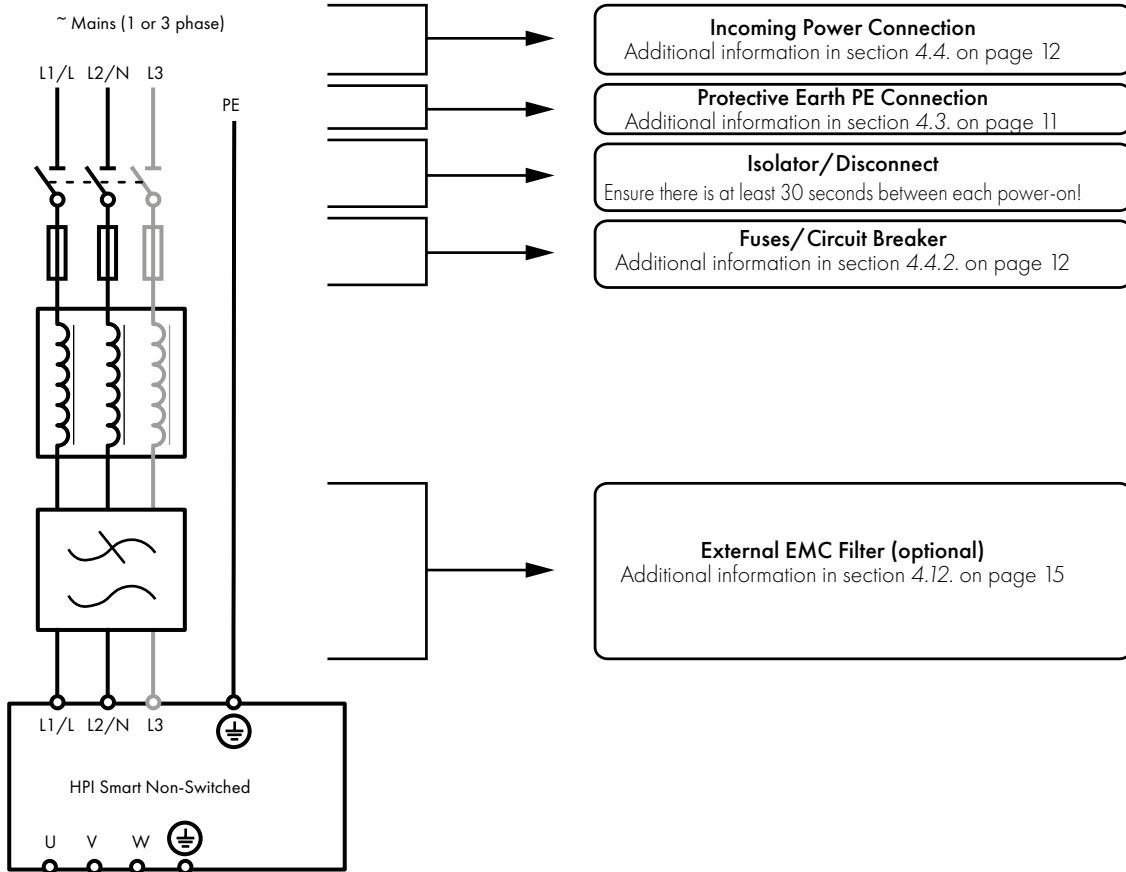 ~ Mains (1 or 3 phase)
L1/L L2/N L3
PE
Incoming Power Connection
Additional information in section 4.4. on page 12
Protective Earth PE Connection
Additional information in section 4.3. on page 11
Isolator/Disconnect
Ensure there is at least 30 seconds between each power-on!
Fuses/Circuit Breaker
Additional information in section 4.4.2. on page 12
External EMC Filter (optional)
Additional information in section 4.12. on page 15
L1/L L2/N L3
HPI Smart Non-Switched
U V W